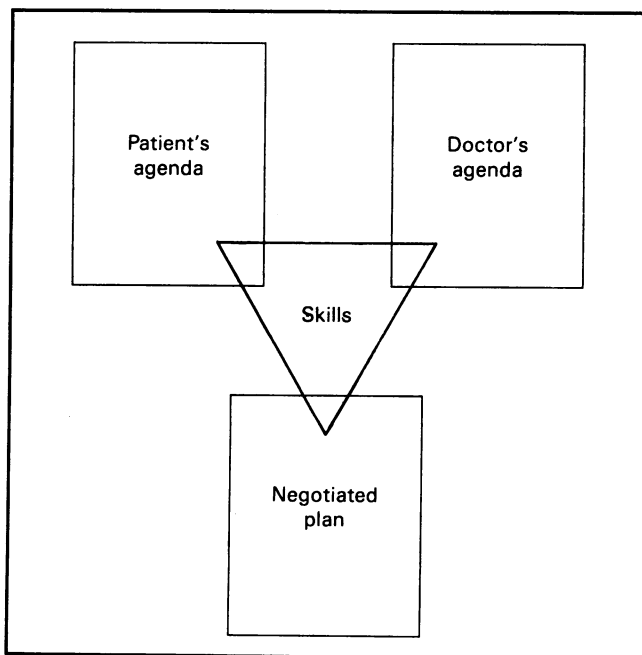 Patient's
agenda
Doctor's
agenda
Skills
Negotiated
plan